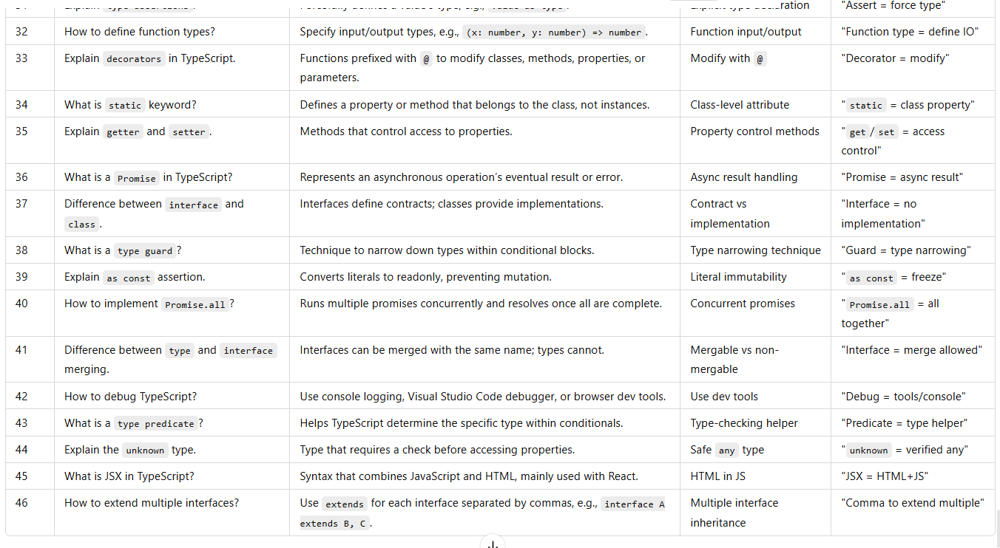 "Assert = force type"
32 How to define function types? Specify input/output types, e.g., (x: number, y: number) => number. Function input/output "Function type = define IO"
33 Explain decorators in TypeScript. Functions prefixed with @ to modify classes, methods, properties, or Modify with @ "Decorator = modify"
parameters.
34 What is static keyword? Defines a property or method that belongs to the class, not instances. Class-level attribute "static = class property"
35 Explain getter and setter. Methods that control access to properties. Property control methods "get/set = access
control"
36 What is a Promise in TypeScript? Represents an asynchronous operation's eventual result or error. Async result handling "Promise = async result"
37 Difference between interface and Interfaces define contracts; classes provide implementations. Contract vs "Interface = no
class. implementation implementation"
38 What is a type guard? Technique to narrow down types within conditional blocks. Type narrowing technique "Guard = type narrowing"
39 Explain as const assertion. Converts literals to readonly, preventing mutation. Literal immutability "as const = freeze"
40 How to implement Promise.all? Runs multiple promises concurrently and resolves once all are complete. Concurrent promises "Promise.all = all
together"
41 Difference between type and interface Interfaces can be merged with the same name; types cannot. Mergable vs non- "Interface = merge allowed"
merging. mergable
42 How to debug TypeScript? Use console logging, Visual Studio Code debugger, or browser dev tools. Use dev tools "Debug = tools/console"
43 What is a type predicate? Helps TypeScript determine the specific type within conditionals. Type-checking helper "Predicate = type helper"
44 Explain the unknown type. Type that requires a check before accessing properties. Safe any type "unknown = verified any"
45 What is JSX in TypeScript? Syntax that combines JavaScript and HTML, mainly used with React. HTML in JS "JSX = HTML+JS"
46 How to extend multiple interfaces? Use extends for each interface separated by commas, e.g., interface A Multiple interface "Comma to extend multiple"
extends B, C. inheritance